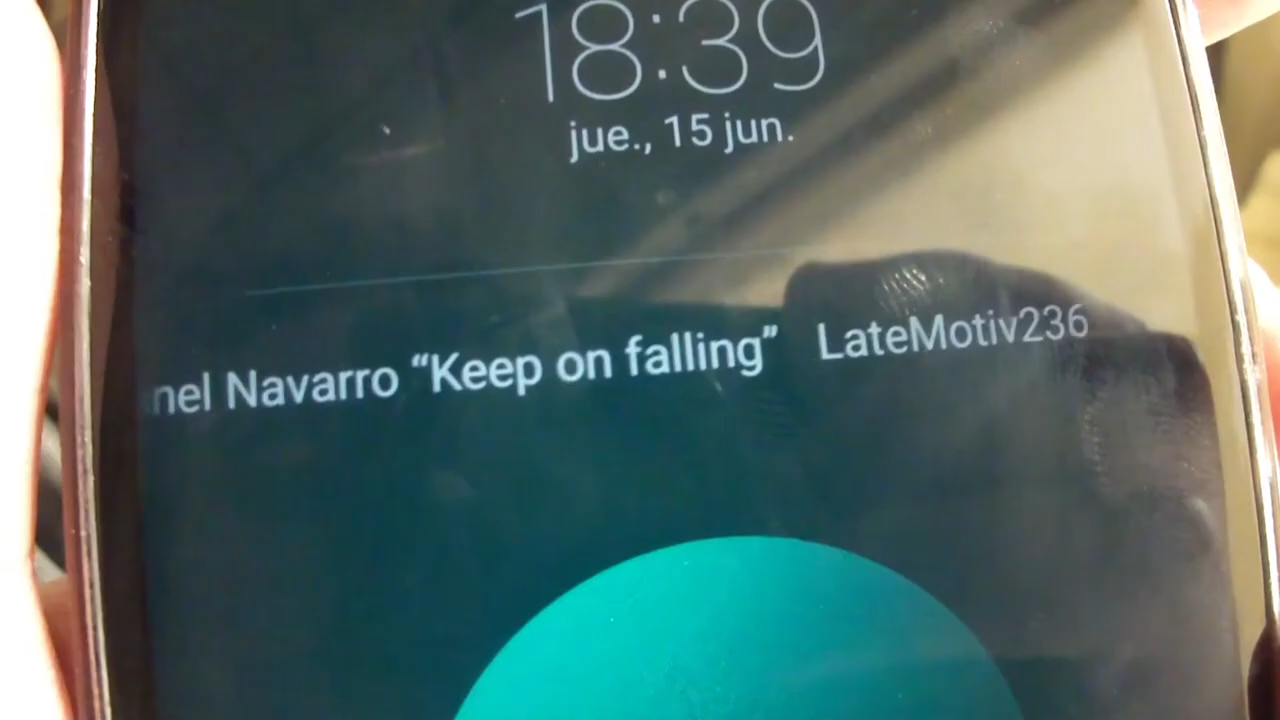 18:39
jue., 15 jun.
nel Navarro “Keep on falling” LateMotiv236